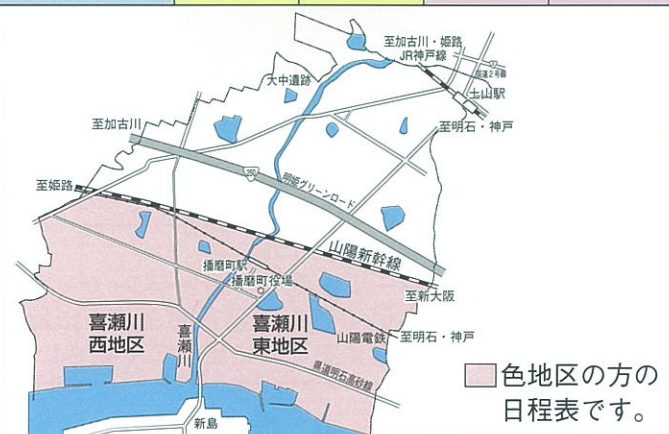 至加古川・姫路
JR神戸線
国道2号線
大中遺跡
土山駅
至加古川
至明石・神戸
250
明姫グリーンロード
至姫路
山陽新幹線
播磨町駅
播磨町役場
至新大阪
喜瀬川
西地区
喜瀬川
喜瀬川
東地区
山陽電鉄
至明石・神戸
県道明石高砂線
新島
色地区の方の
日程表です。